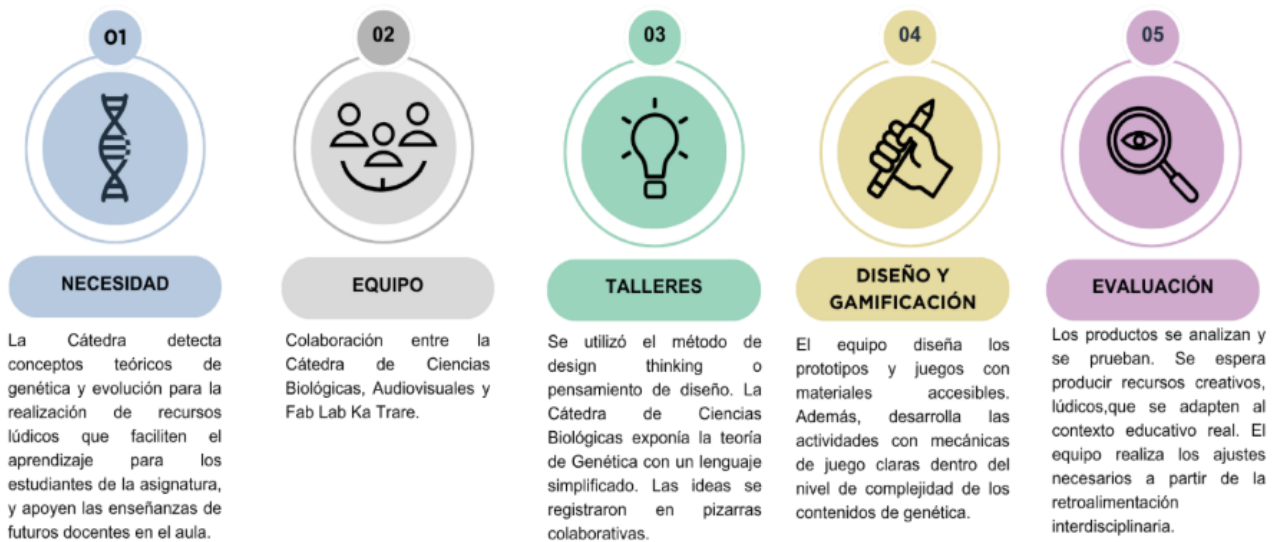 01
NECESIDAD
La Cátedra detecta
conceptos teóricos de
genética y evolución para la
realización de recursos
lúdicos que faciliten el
aprendizaje para los
estudiantes de la asignatura,
y apoyen las enseñanzas de
futuros docentes en el aula.
02
EQUIPO
Colaboración entre la
Cátedra de Ciencias
Biológicas, Audiovisuales y
Fab Lab Ka Trare.
03
TALLERES
Se utilizó el método de
design thinking o
pensamiento de diseño. La
Cátedra de Ciencias
Biológicas exponía la teoría
de Genética con un lenguaje
simplificado. Las ideas se
registraron en pizarras
colaborativas.
04
DISEÑO Y
GAMIFICACIÓN
El equipo diseña los
prototipos y juegos con
materiales accesibles.
Además, desarrolla las
actividades con mecánicas
de juego claras dentro del
nivel de complejidad de los
contenidos de genética.
05
EVALUACIÓN
Los productos se analizan y
se prueban. Se espera
producir recursos creativos,
lúdicos,que se adapten al
contexto educativo real. El
equipo realiza los ajustes
necesarios a partir de la
retroalimentación
interdisciplinaria.